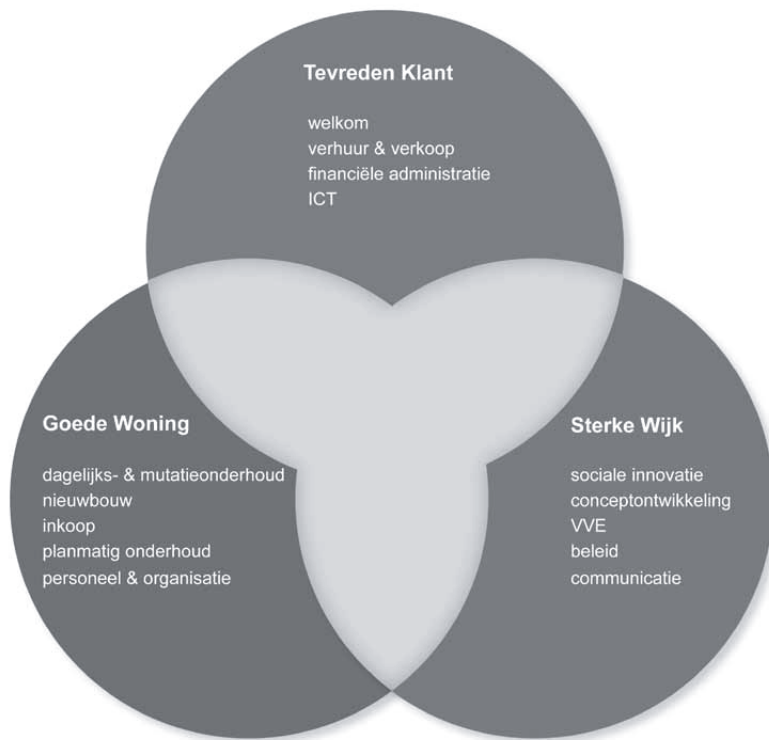 Tevreden Klant
welkom
verhuur & verkoop
financiële administratie
ICT
Goede Woning
dagelijks- & mutatieonderhoud
nieuwbouw
inkoop
planmatig onderhoud
personeel & organisatie
Sterke Wijk
sociale innovatie
conceptontwikkeling
VVE
beleid
communicatie